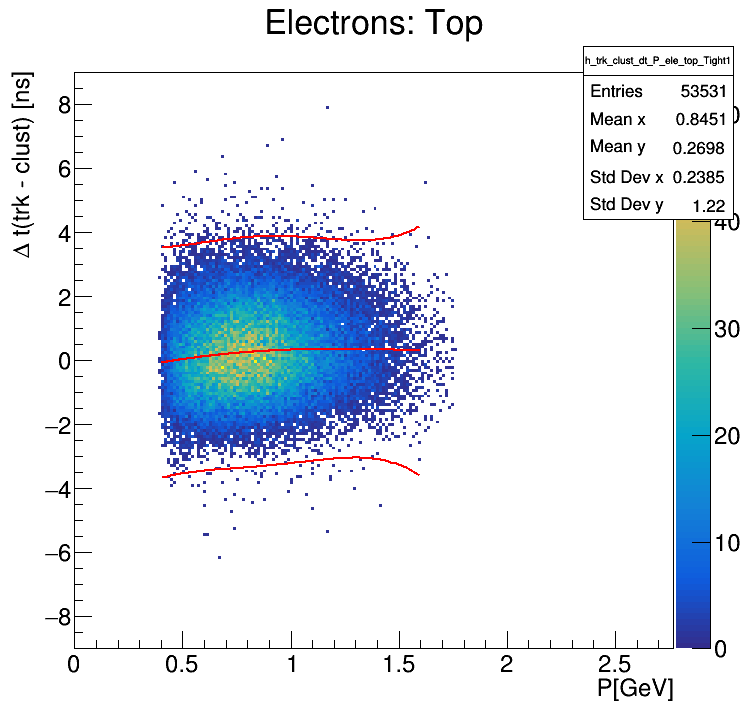 Electrons: Top
h_trk_clust_dt_P_ele_top_Tight1
Entries 53531
Mean x 0.8451
Mean y 0.2698
Std Dev x 0.2385
Std Dev y 1.22
Δ t(trk - clust) [ns]
8
6
4
2
0
−2
−4
−6
−8
0 0.5 1 1.5 2 2.5
P[GeV]
40
30
20
10
0